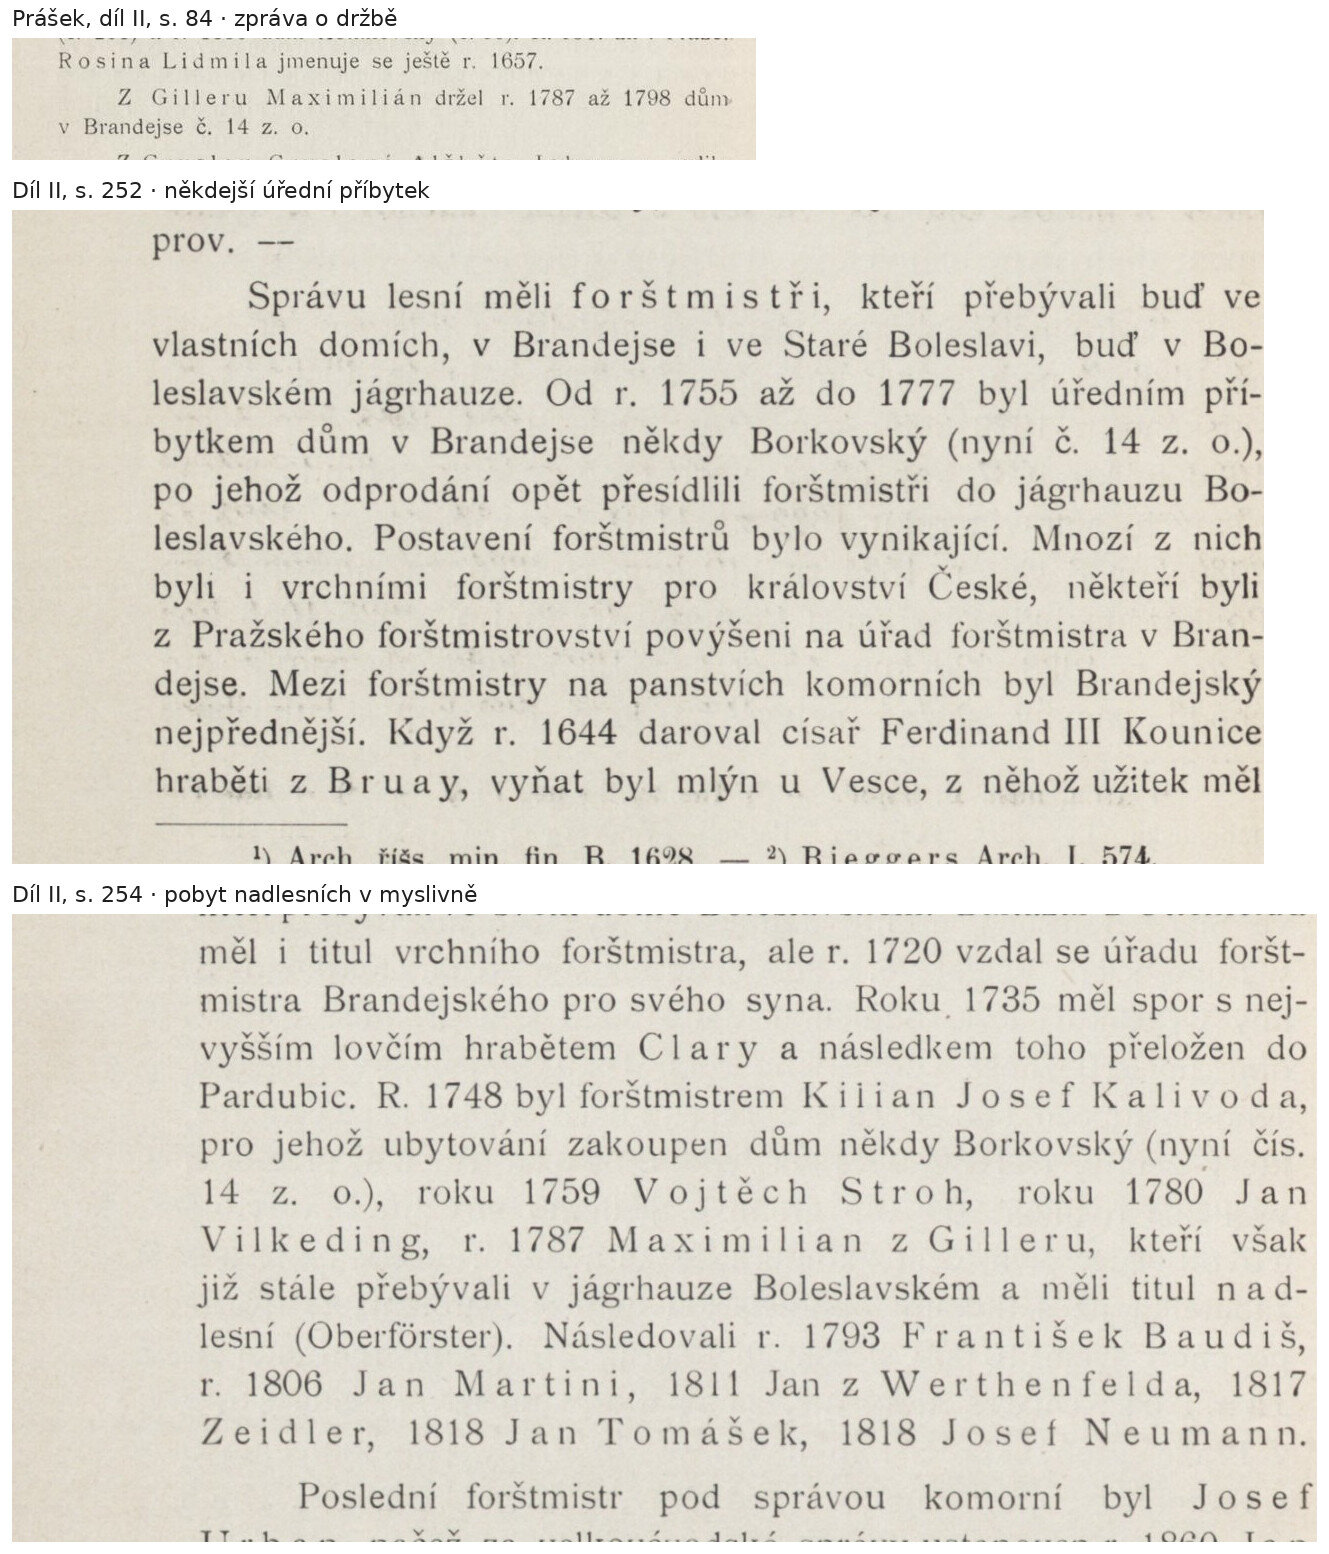 Prášek, díl II, s. 84 · zpráva o držbě
Rosina Lidmila jmenuje se ještě r. 1657.
Z Gilleru Maximilián držel r. 1787 až 1798 dům
v Brandejse č. 14 z. o.
Díl II, s. 252 · někdejší úřední příbytek
prov. —
Správu lesní měli forštmistři, kteří přebývali buď ve
vlastních domích, v Brandejse i ve Staré Boleslavi, buď v Bo-
leslavském jágrhauze. Od r. 1755 až do 1777 byl úředním pří-
bytkem dům v Brandejse někdy Borkovský (nyní č. 14 z. o.),
po jehož odprodání opět přesídlili forštmistři do jágrhauzu Bo-
leslavského. Postavení forštmistrů bylo vynikající. Mnozí z nich
byli i vrchními forštmistry pro království České, někteří byli
z Pražského forštmistrovství povýšeni na úřad forštmistra v Bran-
dejse. Mezi forštmistry na panstvích komorních byl Brandejský
nejpřednější. Když r. 1644 daroval císař Ferdinand III Kounice
hraběti z Bruay, vyňat byl mlýn u Vesce, z něhož užitek měl
¹) Arch. říšs. min. fin. B. 1628. — ²) Rieggers Arch. I. 574.
Díl II, s. 254 · pobyt nadlesních v myslivně
měl i titul vrchního forštmistra, ale r. 1720 vzdal se úřadu foršt-
mistra Brandejského pro svého syna. Roku 1735 měl spor s nej-
vyšším lovčím hrabětem Clary a následkem toho přeložen do
Pardubic. R. 1748 byl forštmistrem Kilian Josef Kalivoda,
pro jehož ubytování zakoupen dům někdy Borkovský (nyní čís.
14 z. o.), roku 1759 Vojtěch Stroh, roku 1780 Jan
Vilkeding, r. 1787 Maximilian z Gilleru, kteří však
již stále přebývali v jágrhauze Boleslavském a měli titul nad-
lesní (Oberförster). Následovali r. 1793 František Baudiš,
r. 1806 Jan Martini, 1811 Jan z Werthenfelda, 1817
Zeidler, 1818 Jan Tomášek, 1818 Josef Neumann.
Poslední forštmistr pod správou komorní byl Josef